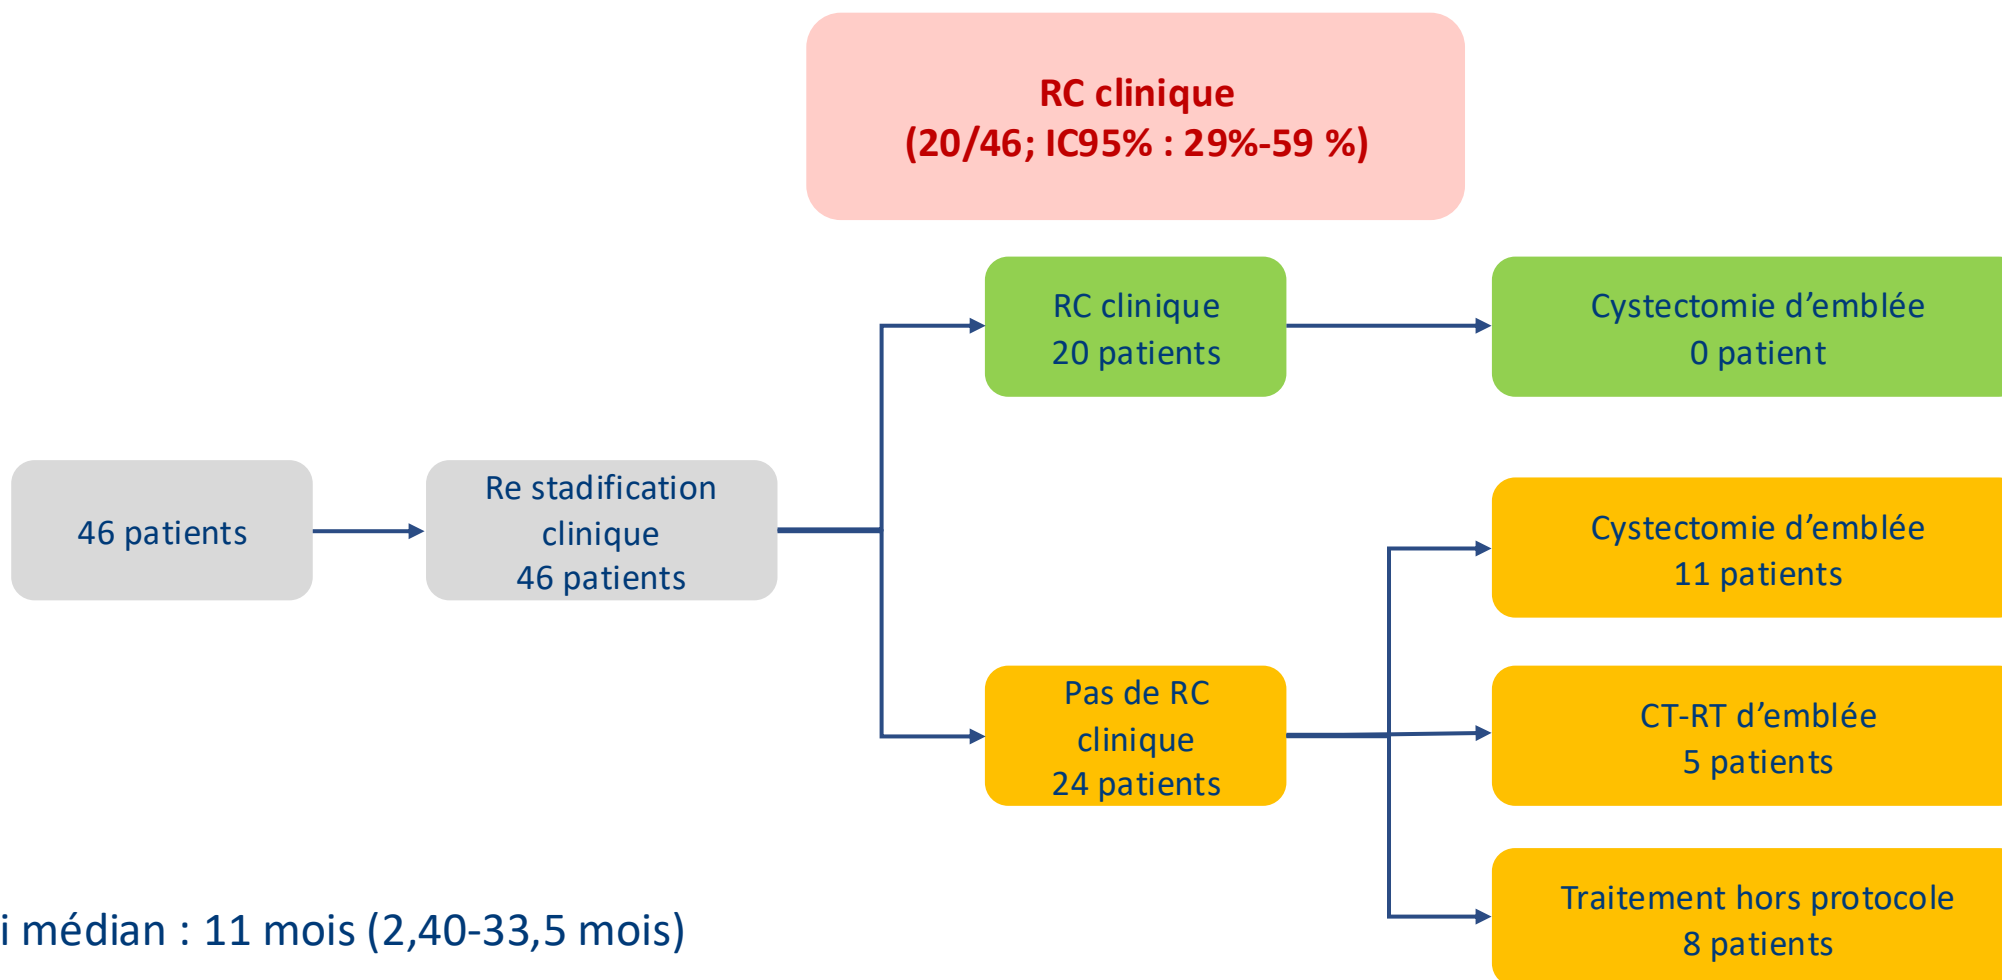 RC clinique
(20/46; IC95% : 29%-59 %)
RC clinique
20 patients
Cystectomie d’emblée
0 patient
46 patients
Re stadification
clinique
46 patients
Cystectomie d’emblée
11 patients
Pas de RC
clinique
24 patients
CT-RT d’emblée
5 patients
Traitement hors protocole
8 patients
i médian : 11 mois (2,40-33,5 mois)